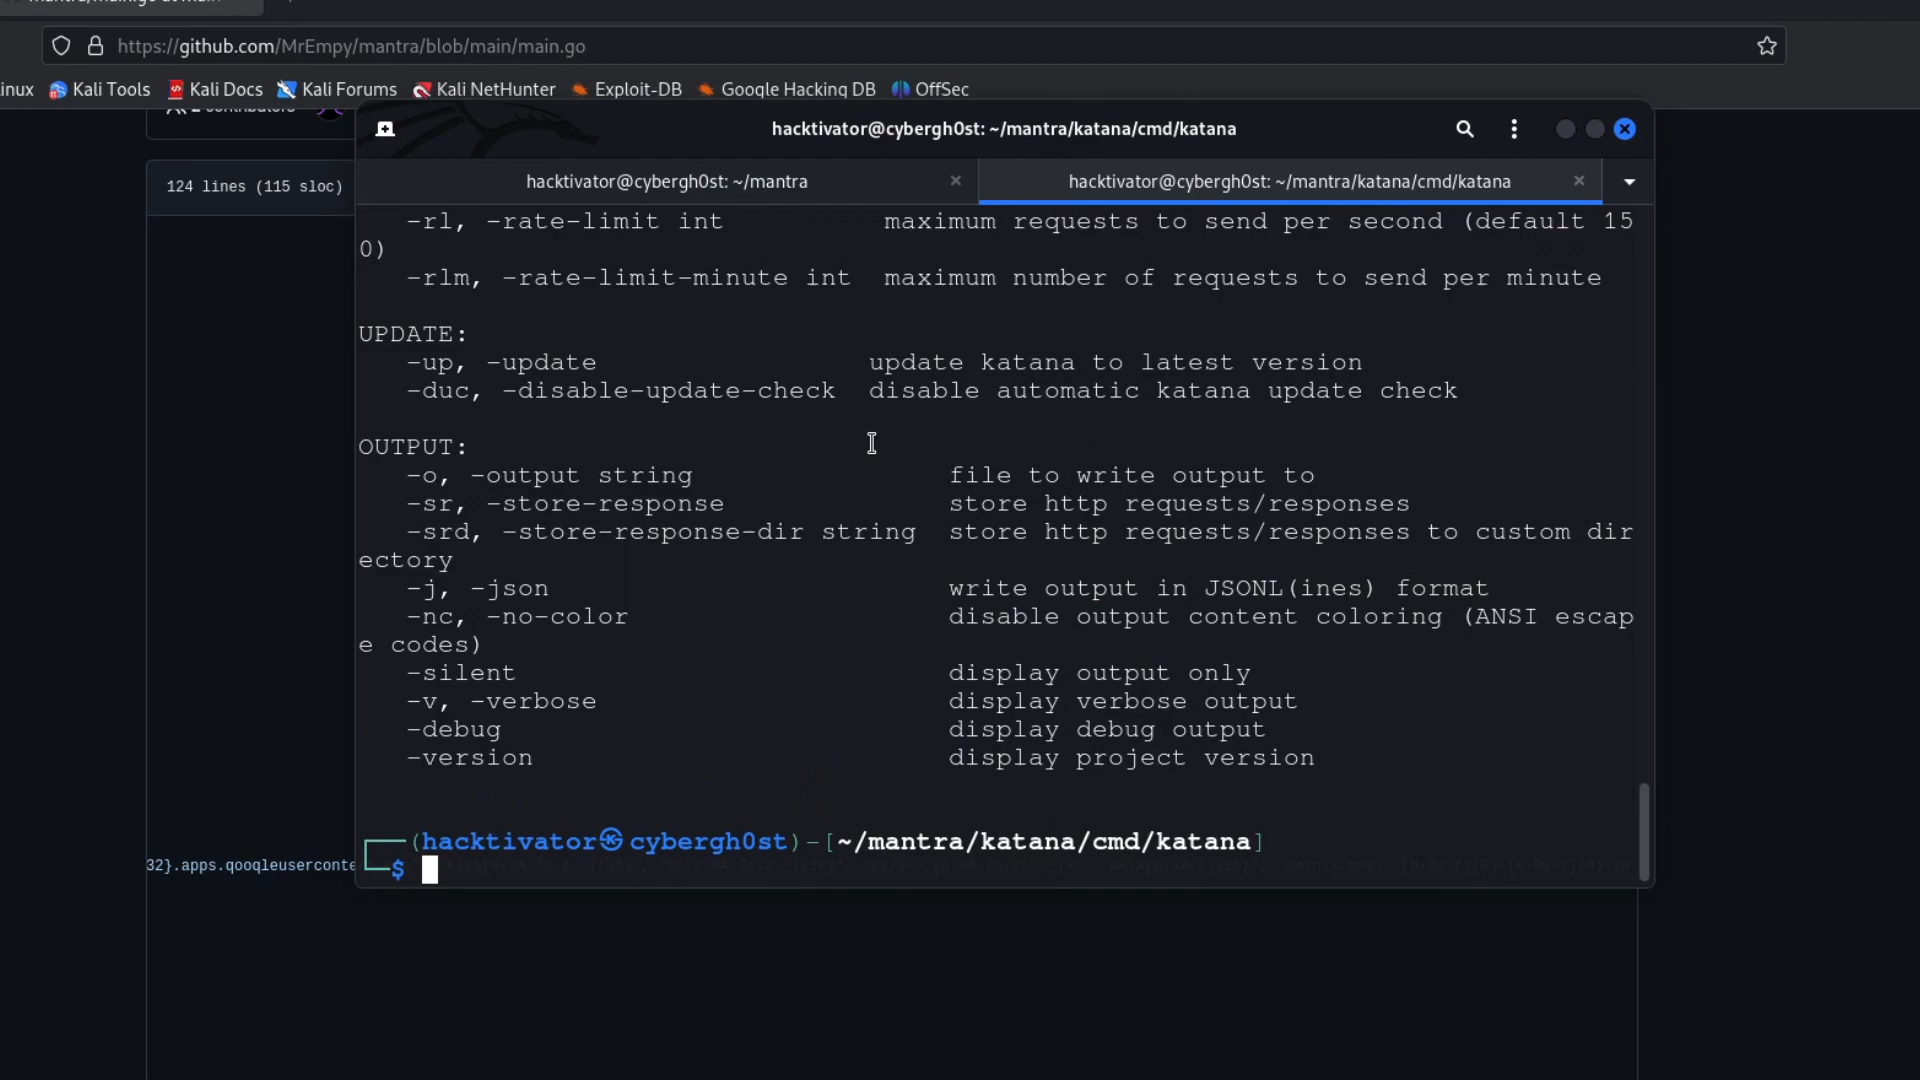 https://github.com/MrEmpy/mantra/blob/main/main.go
inux Kali Tools Kali Docs Kali Forums Kali NetHunter Exploit-DB Google Hacking DB OffSec
hacktivator@cybergh0st: ~/mantra/katana/cmd/katana
124 lines (115 sloc)
hacktivator@cybergh0st: ~/mantra
hacktivator@cybergh0st: ~/mantra/katana/cmd/katana
-rl, -rate-limit int maximum requests to send per second (default 15
0)
-rlm, -rate-limit-minute int maximum number of requests to send per minute
UPDATE:
-up, -update update katana to latest version
-duc, -disable-update-check disable automatic katana update check
OUTPUT:
-o, -output string file to write output to
-sr, -store-response store http requests/responses
-srd, -store-response-dir string store http requests/responses to custom dir
ectory
-j, -json write output in JSONL(ines) format
-nc, -no-color disable output content coloring (ANSI escap
e codes)
-silent display output only
-v, -verbose display verbose output
-debug display debug output
-version display project version
(hacktivator㉿cybergh0st)-[~/mantra/katana/cmd/katana]
$
32}.apps.qooqleuserconte